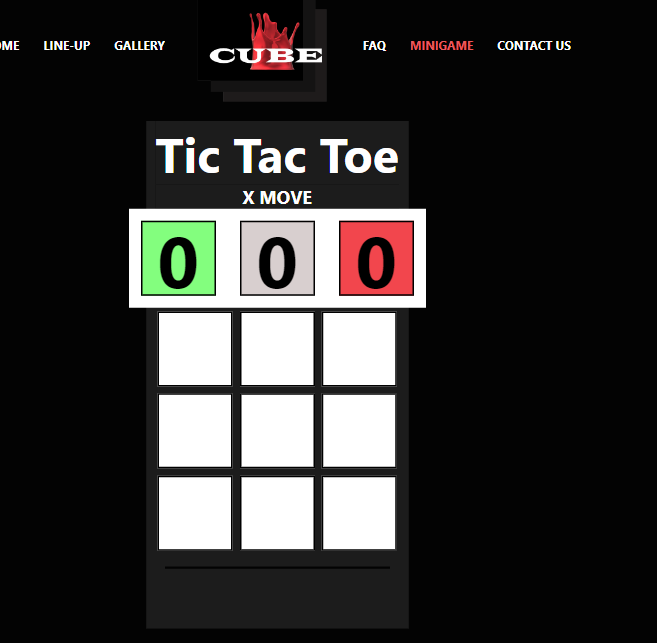 OME LINE-UP GALLERY CUBE FAQ MINIGAME CONTACT US
Tic Tac Toe
X MOVE
0 0 0